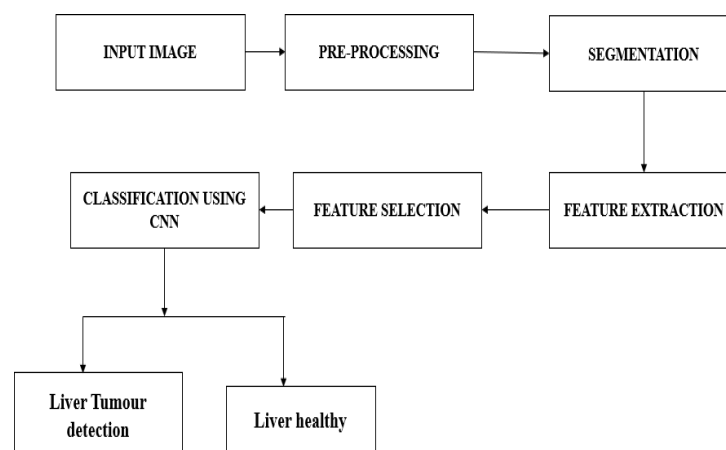 INPUT IMAGE
PRE-PROCESSING
SEGMENTATION
FEATURE EXTRACTION
FEATURE SELECTION
CLASSIFICATION USING
CNN
Liver Tumour
detection
Liver healthy